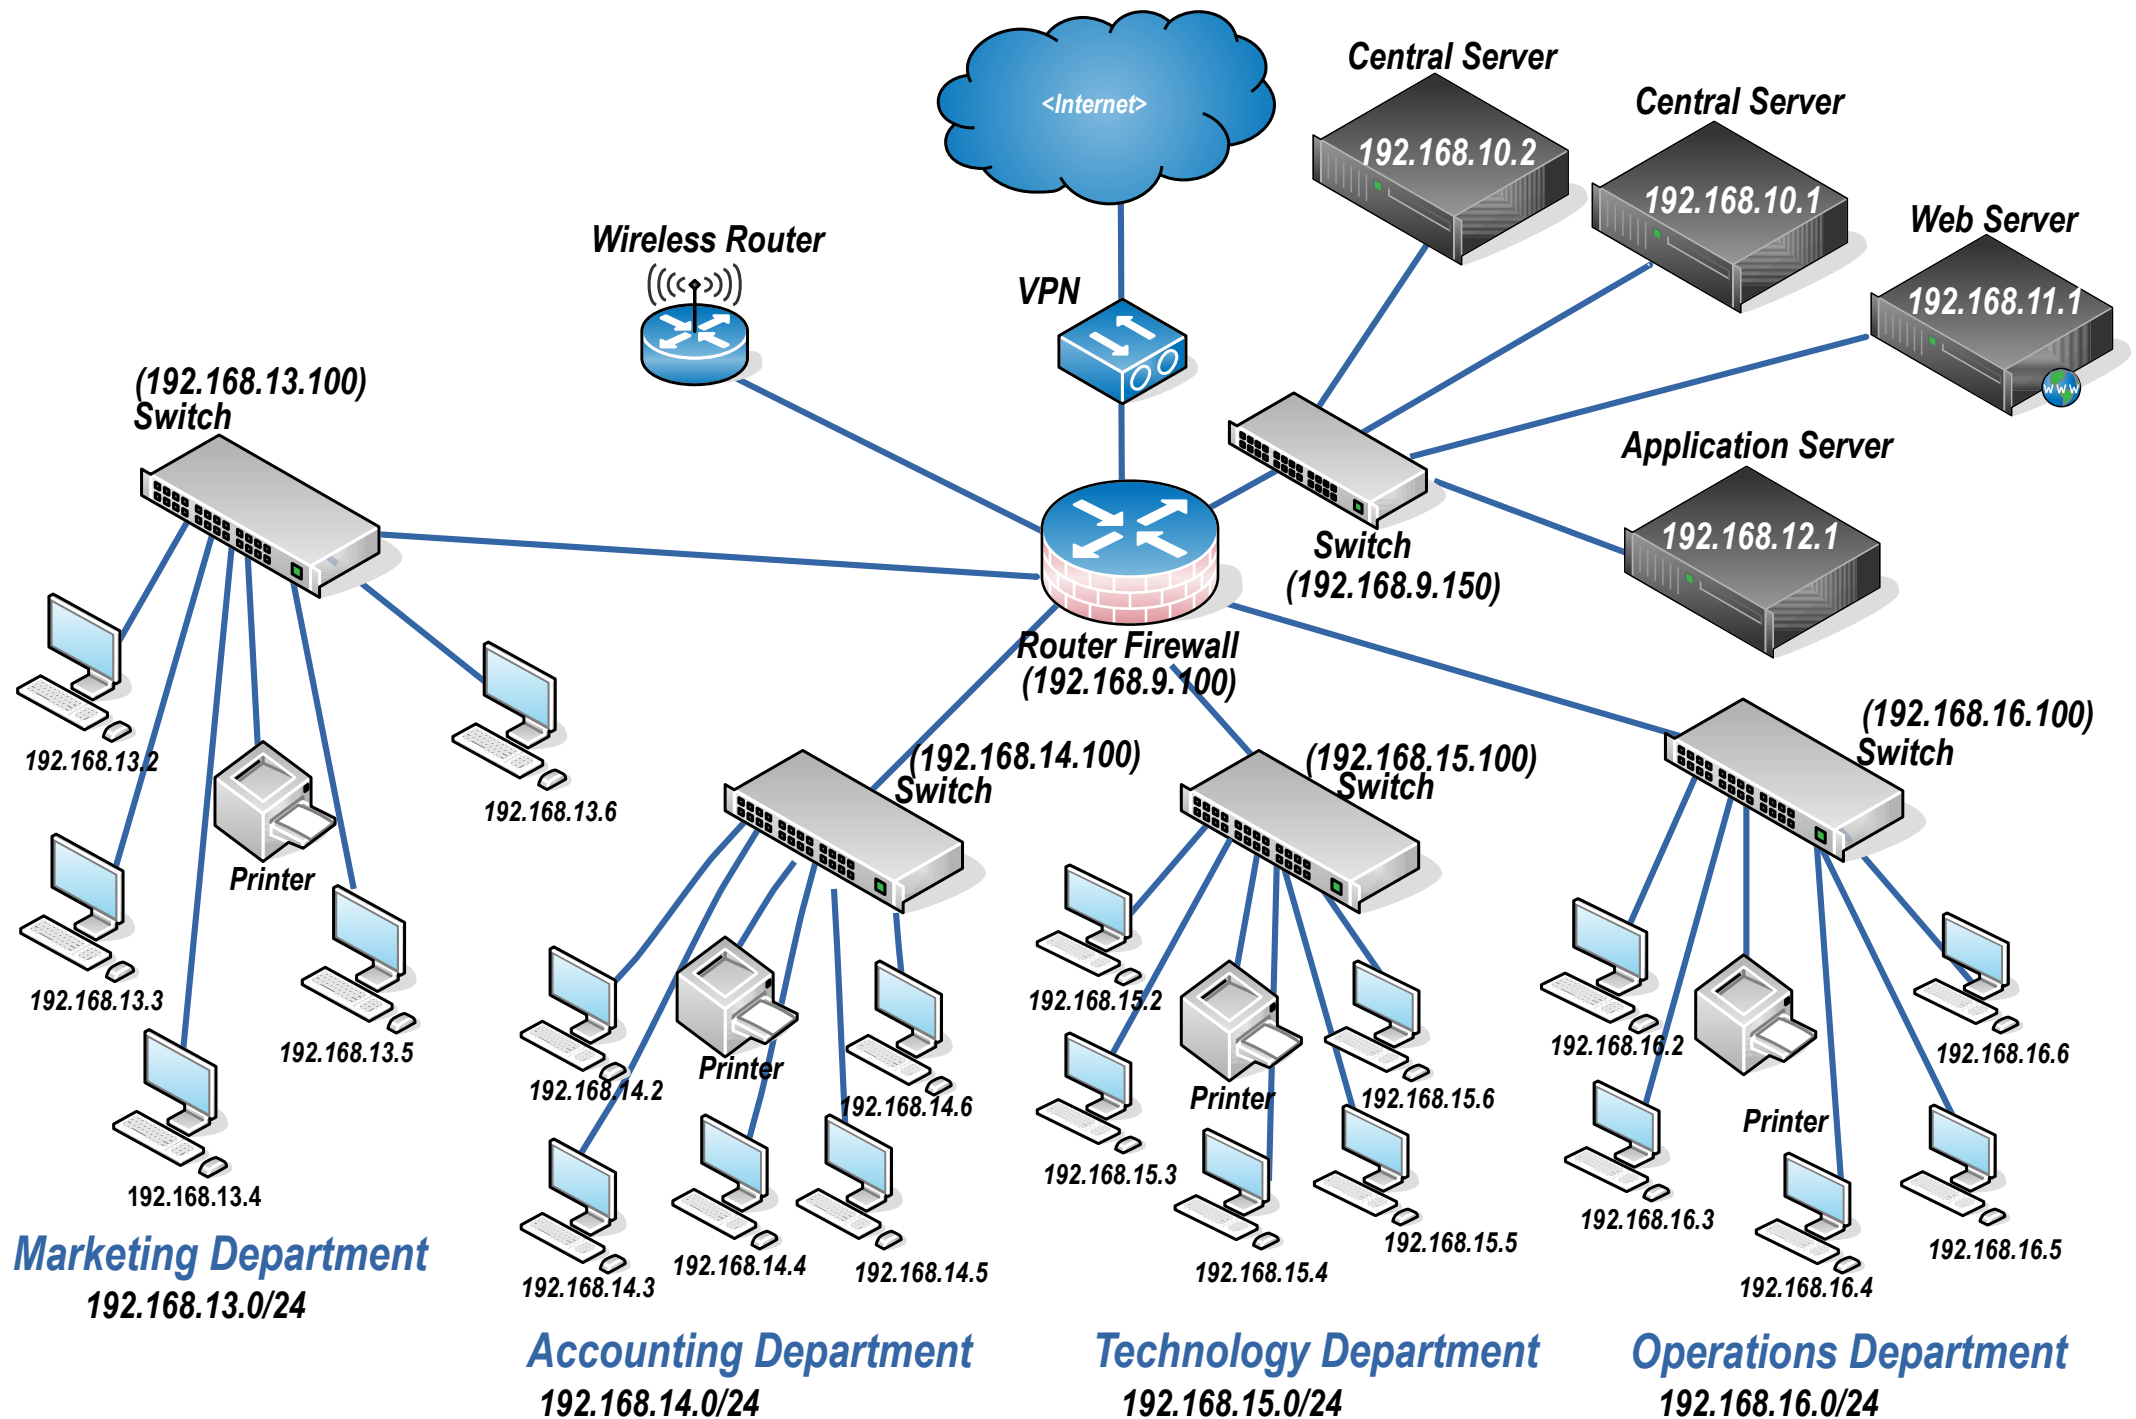 <Internet>
Central Server
192.168.10.2
Central Server
192.168.10.1
Web Server
192.168.11.1
WWW
Wireless Router
VPN
(192.168.13.100)
Switch
Application Server
192.168.12.1
Switch
(192.168.9.150)
Router Firewall
(192.168.9.100)
(192.168.14.100)
Switch
(192.168.15.100)
Switch
(192.168.16.100)
Switch
192.168.13.2
192.168.13.6
Printer
192.168.13.3
192.168.13.5
192.168.13.4
Marketing Department
192.168.13.0/24
192.168.14.2
Printer
192.168.14.6
192.168.14.3
192.168.14.4
192.168.14.5
Accounting Department
192.168.14.0/24
192.168.15.2
Printer
192.168.15.6
192.168.15.3
192.168.15.4
192.168.15.5
Technology Department
192.168.15.0/24
192.168.16.2
192.168.16.6
Printer
192.168.16.3
192.168.16.4
192.168.16.5
Operations Department
192.168.16.0/24